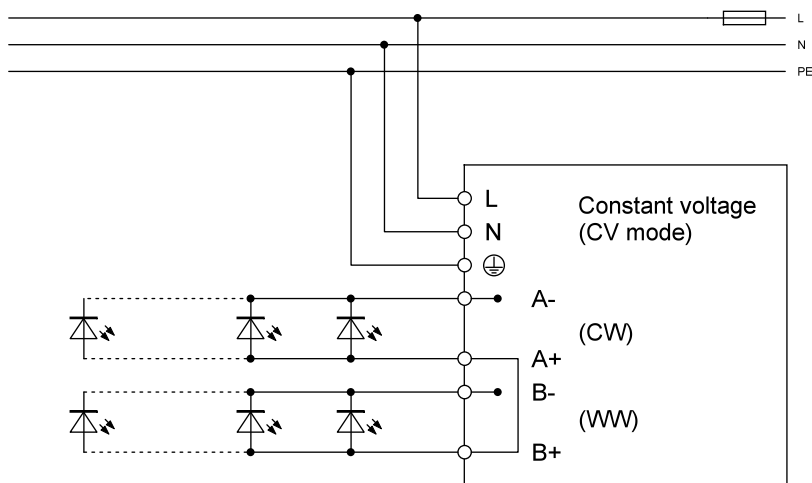 L
N
PE
L
N
Constant voltage
(CV mode)
A-
(CW)
A+
B-
(WW)
B+